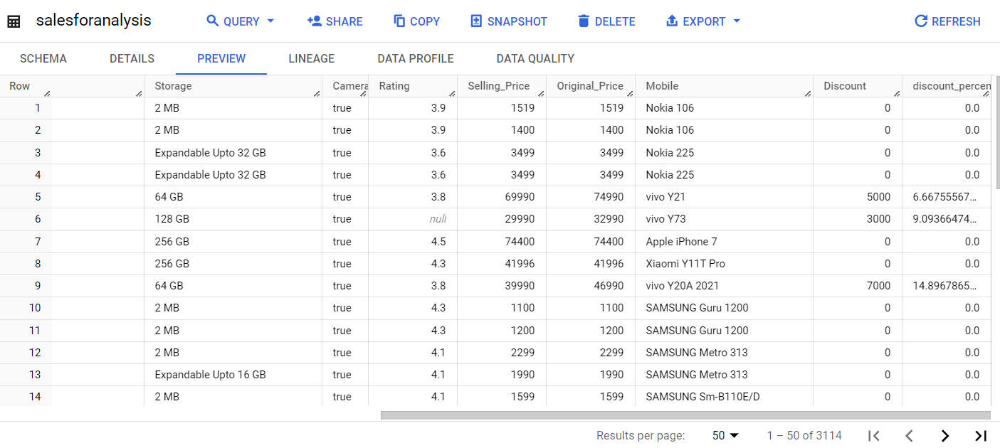 salesforanalysis QUERY SHARE COPY SNAPSHOT DELETE EXPORT REFRESH
SCHEMA DETAILS PREVIEW LINEAGE DATA PROFILE DATA QUALITY
Row Storage Camera Rating Selling_Price Original_Price Mobile Discount discount_percen
1 2 MB true 3.9 1519 1519 Nokia 106 0 0.0
2 2 MB true 3.9 1400 1400 Nokia 106 0 0.0
3 Expandable Upto 32 GB true 3.6 3499 3499 Nokia 225 0 0.0
4 Expandable Upto 32 GB true 3.6 3499 3499 Nokia 225 0 0.0
5 64 GB true 3.8 69990 74990 vivo Y21 5000 6.66755567...
6 128 GB true null 29990 32990 vivo Y73 3000 9.09366474...
7 256 GB true 4.5 74400 74400 Apple iPhone 7 0 0.0
8 256 GB true 4.3 41996 41996 Xiaomi Y11T Pro 0 0.0
9 64 GB true 3.8 39990 46990 vivo Y20A 2021 7000 14.8967865...
10 2 MB true 4.3 1100 1100 SAMSUNG Guru 1200 0 0.0
11 2 MB true 4.3 1200 1200 SAMSUNG Guru 1200 0 0.0
12 2 MB true 4.1 2299 2299 SAMSUNG Metro 313 0 0.0
13 Expandable Upto 16 GB true 4.1 1990 1990 SAMSUNG Metro 313 0 0.0
14 2 MB true 4.1 1599 1599 SAMSUNG Sm-B110E/D 0 0.0
Results per page: 50 1 – 50 of 3114